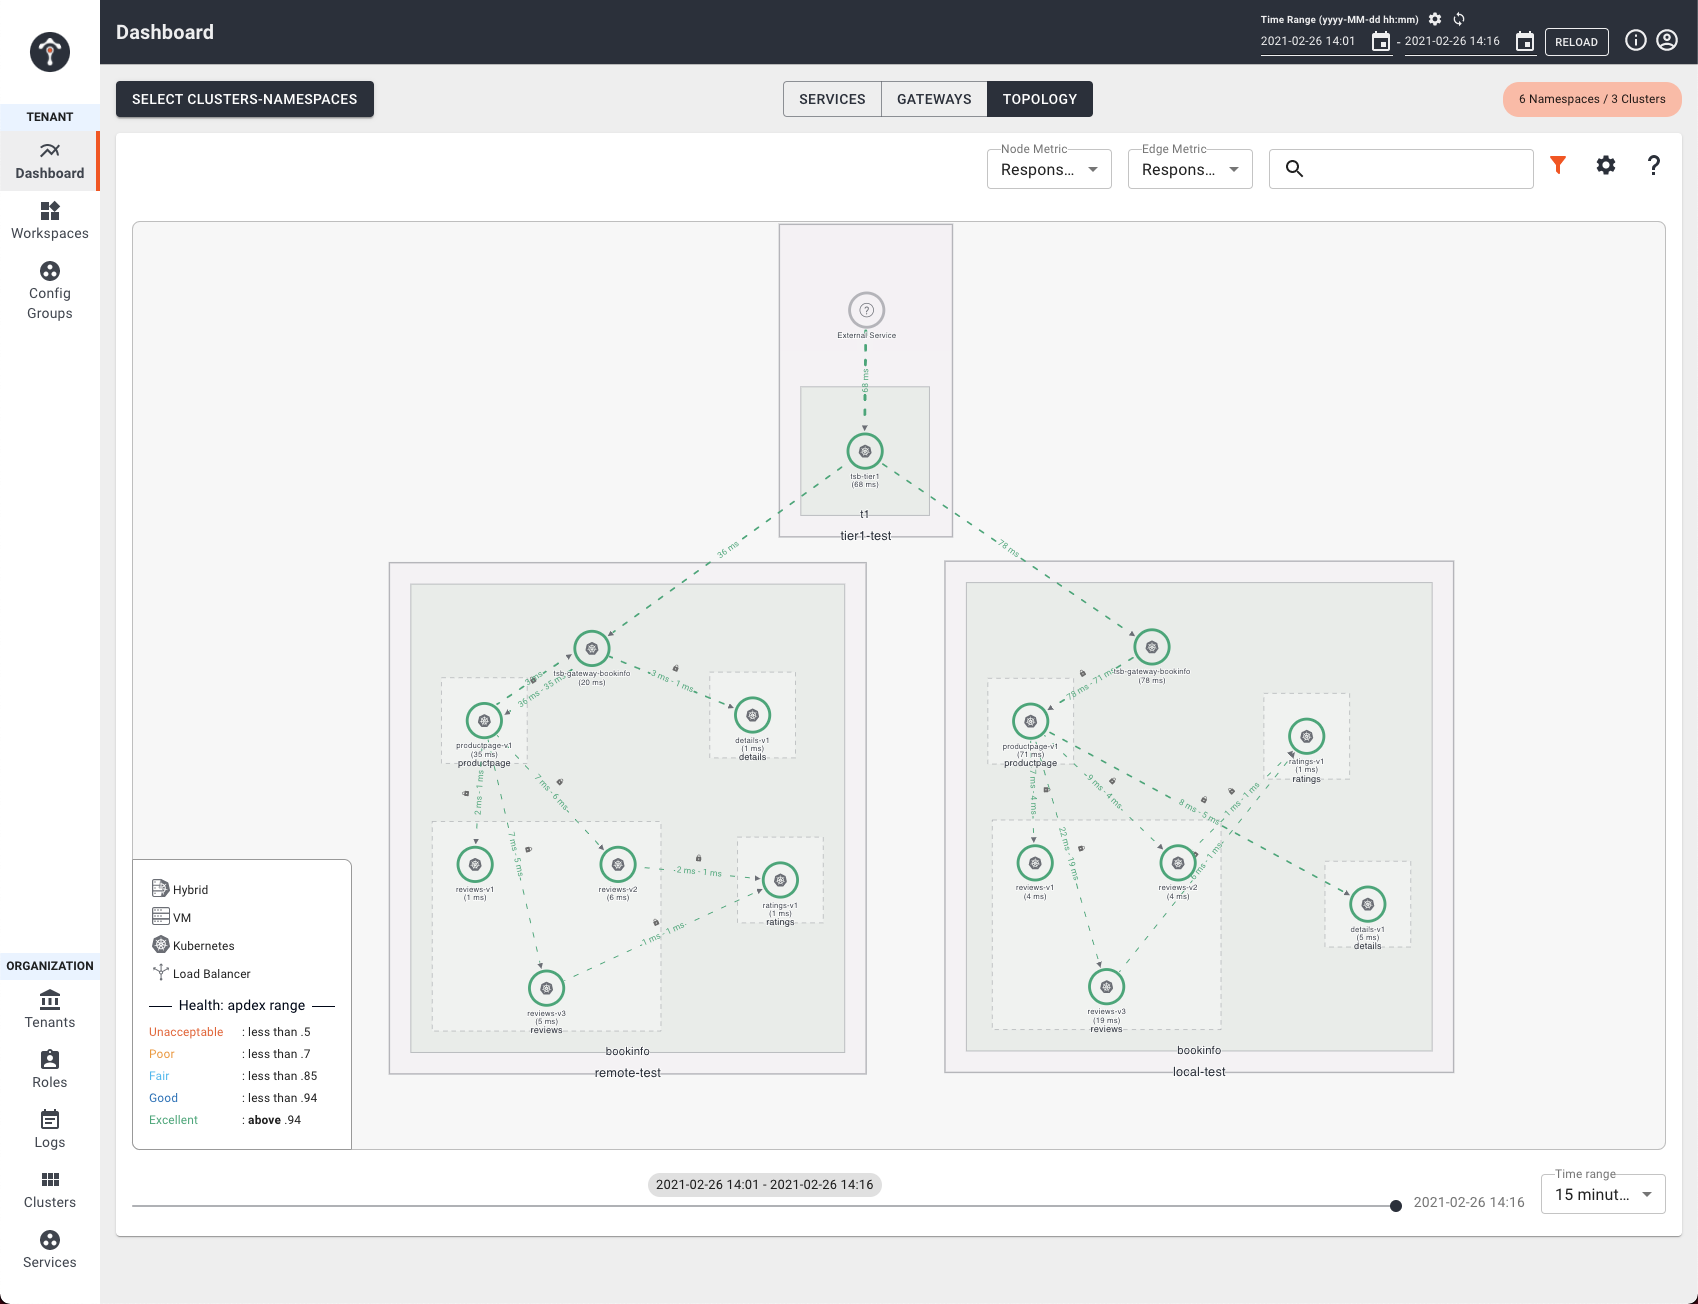 Dashboard
Time Range (yyyy-MM-dd hh:mm)
2021-02-26 14:01 - 2021-02-26 14:16
RELOAD
TENANT
Dashboard
Workspaces
Config
Groups
ORGANIZATION
Tenants
Roles
Logs
Clusters
Services
SELECT CLUSTERS-NAMESPACES
SERVICES
GATEWAYS
TOPOLOGY
6 Namespaces / 3 Clusters
Node Metric
Respons...
Edge Metric
Respons...
External Service
68 ms
tsb-tier1
(68 ms)
t1
tier1-test
36 ms
78 ms
tsb-gateway-bookinfo
(20 ms)
36 ms - 35 ms
3 ms - 1 ms
productpage-v1
(35 ms)
productpage
details-v1
(1 ms)
details
2 ms - 1 ms
7 ms - 6 ms
7 ms - 5 ms
reviews-v1
(1 ms)
reviews-v2
(6 ms)
2 ms - 1 ms
ratings-v1
(1 ms)
ratings
1 ms - 1 ms
reviews-v3
(5 ms)
reviews
bookinfo
remote-test
tsb-gateway-bookinfo
(78 ms)
78 ms - 71 ms
productpage-v1
(71 ms)
productpage
ratings-v1
(1 ms)
ratings
7 ms - 4 ms
9 ms - 4 ms
8 ms - 5 ms
1 ms - 1 ms
22 ms - 19 ms
6 ms - 1 ms
reviews-v1
(4 ms)
reviews-v2
(4 ms)
details-v1
(5 ms)
details
reviews-v3
(19 ms)
reviews
bookinfo
local-test
Hybrid
VM
Kubernetes
Load Balancer
Health: apdex range
Unacceptable : less than .5
Poor : less than .7
Fair : less than .85
Good : less than .94
Excellent : above .94
2021-02-26 14:01 - 2021-02-26 14:16
2021-02-26 14:16
Time range
15 minut...